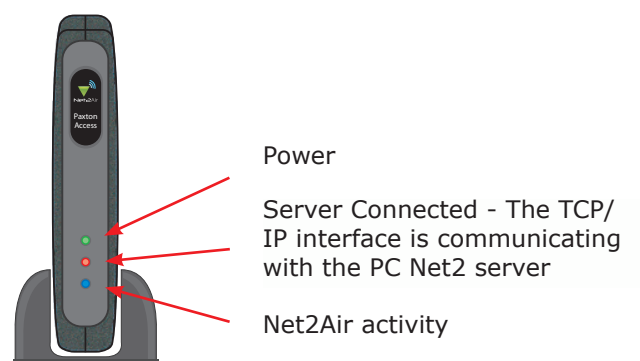 Net2Air
Paxton
Access
Power
Server Connected - The TCP/
IP interface is communicating
with the PC Net2 server
Net2Air activity